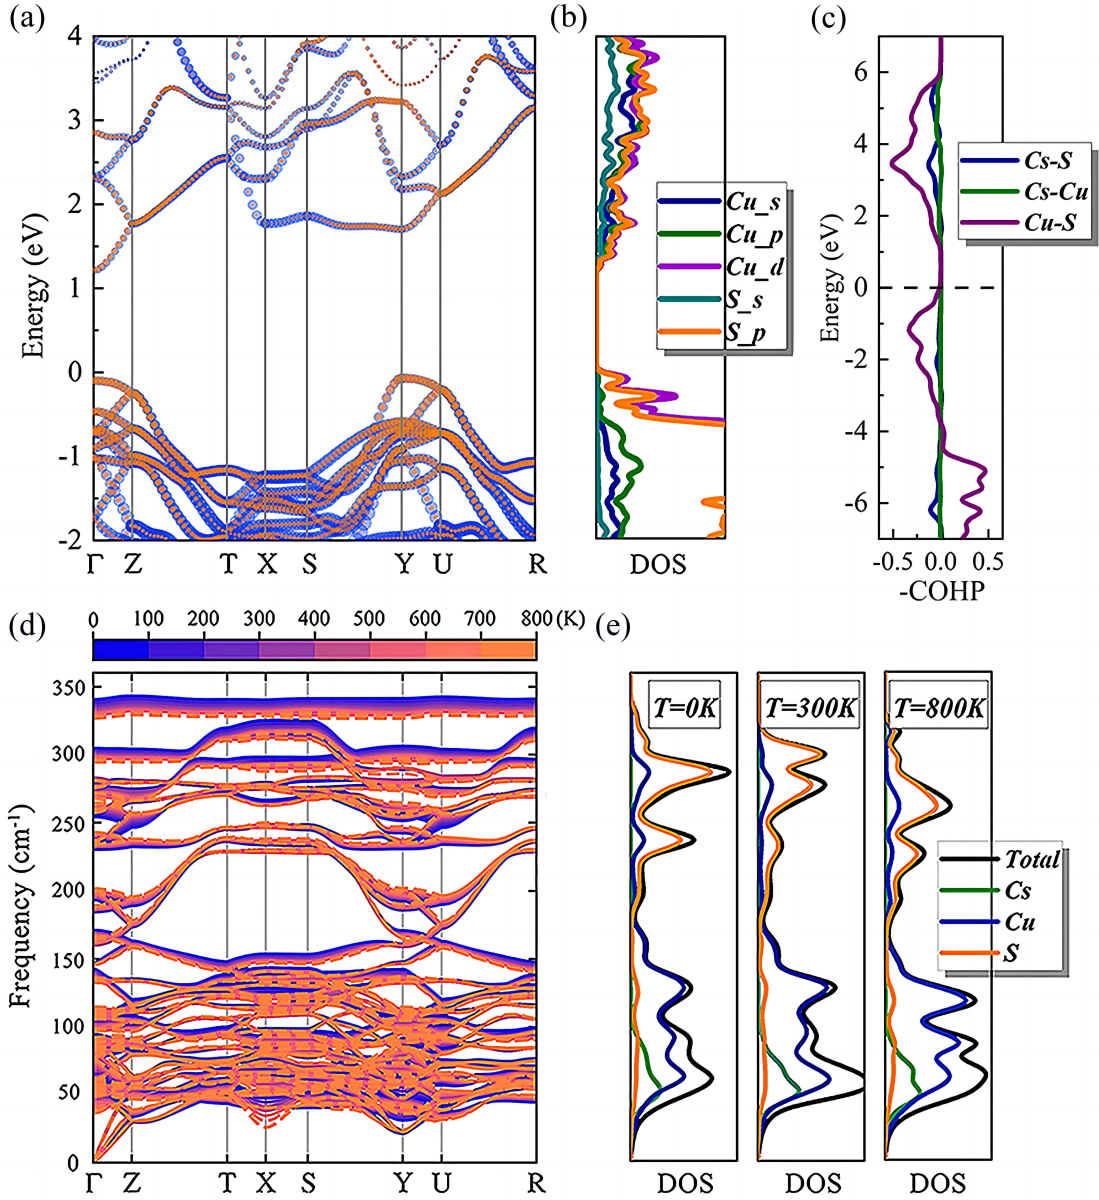 (a)
4
3
2
1
0
-1
-2
Energy (eV)
Γ Z T X S Y U R
(b)
Cu_s
Cu_p
Cu_d
S_s
S_p
DOS
(c)
6
4
2
0
-2
-4
-6
Energy (eV)
Cs-S
Cs-Cu
Cu-S
-0.5 0.0 0.5
-COHP
(d)
0 100 200 300 400 500 600 700 800 (K)
350
300
250
200
150
100
50
0
Frequency (cm⁻¹)
Γ Z T X S Y U R
(e)
T=0K
T=300K
T=800K
Total
Cs
Cu
S
DOS DOS DOS